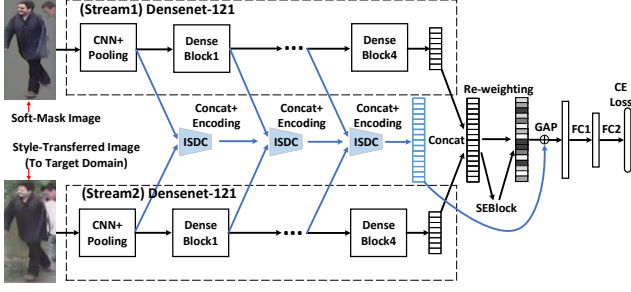 (Stream1) Densenet-121
CNN+
Pooling
Dense
Block1
Dense
Block4
Soft-Mask Image
Style-Transferred Image
(To Target Domain)
Concat+
Encoding
Concat+
Encoding
Concat+
Encoding
ISDC
ISDC
ISDC
Concat
Re-weighting
SEBlock
GAP
FC1
FC2
CE
Loss
(Stream2) Densenet-121
CNN+
Pooling
Dense
Block1
Dense
Block4